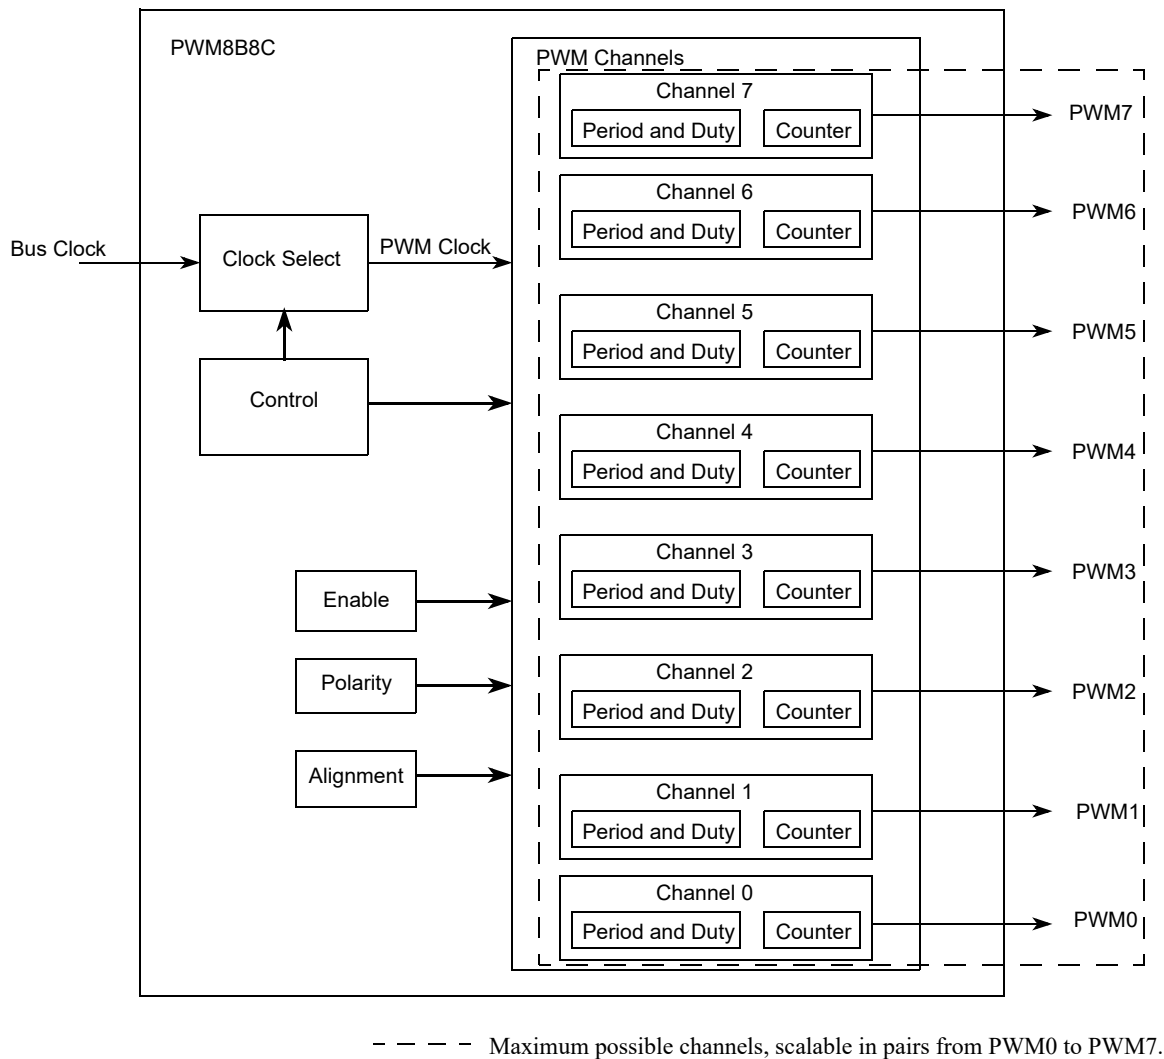 PWM8B8C
PWM Channels
Channel 7
Period and Duty Counter
PWM7
Channel 6
Period and Duty Counter
PWM6
Bus Clock
Clock Select
PWM Clock
Channel 5
Period and Duty Counter
PWM5
Control
Channel 4
Period and Duty Counter
PWM4
Channel 3
Period and Duty Counter
PWM3
Enable
Channel 2
Period and Duty Counter
PWM2
Polarity
Alignment
Channel 1
Period and Duty Counter
PWM1
Channel 0
Period and Duty Counter
PWM0
Maximum possible channels, scalable in pairs from PWM0 to PWM7.